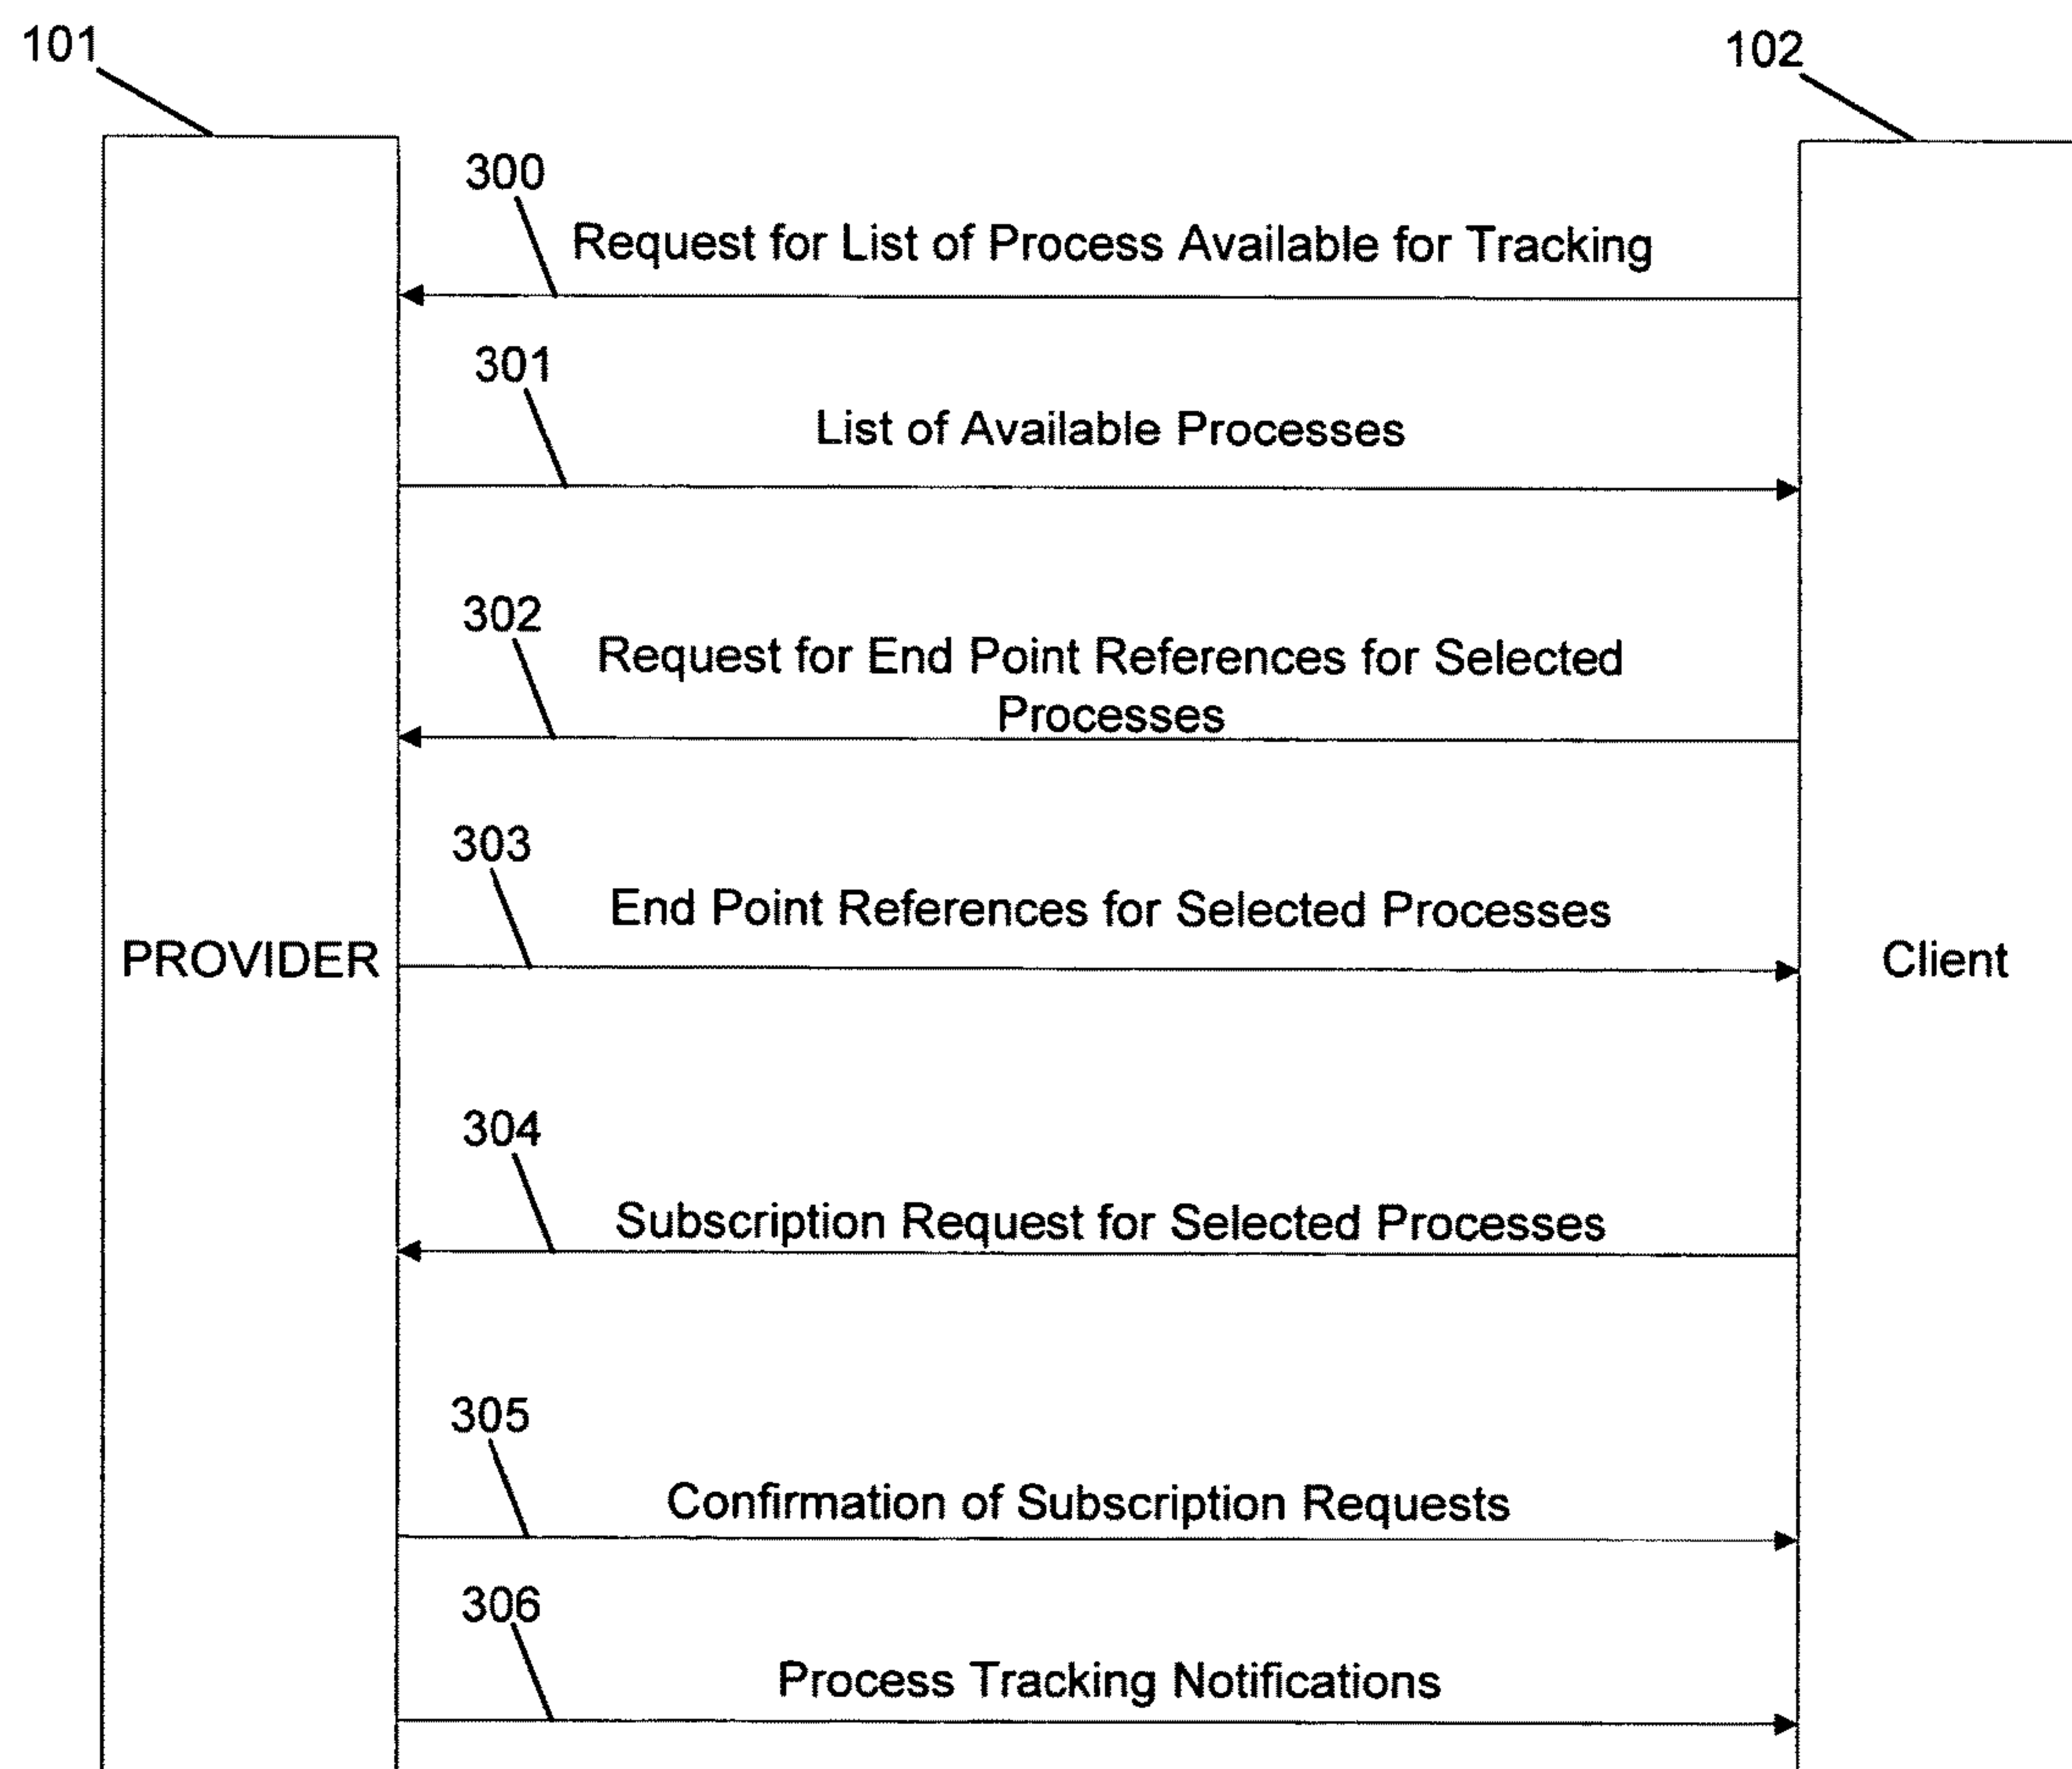 101
102
300
Request for List of Process Available for Tracking
301
List of Available Processes
302
Request for End Point References for Selected
Processes
303
End Point References for Selected Processes
PROVIDER
Client
304
Subscription Request for Selected Processes
305
Confirmation of Subscription Requests
306
Process Tracking Notifications